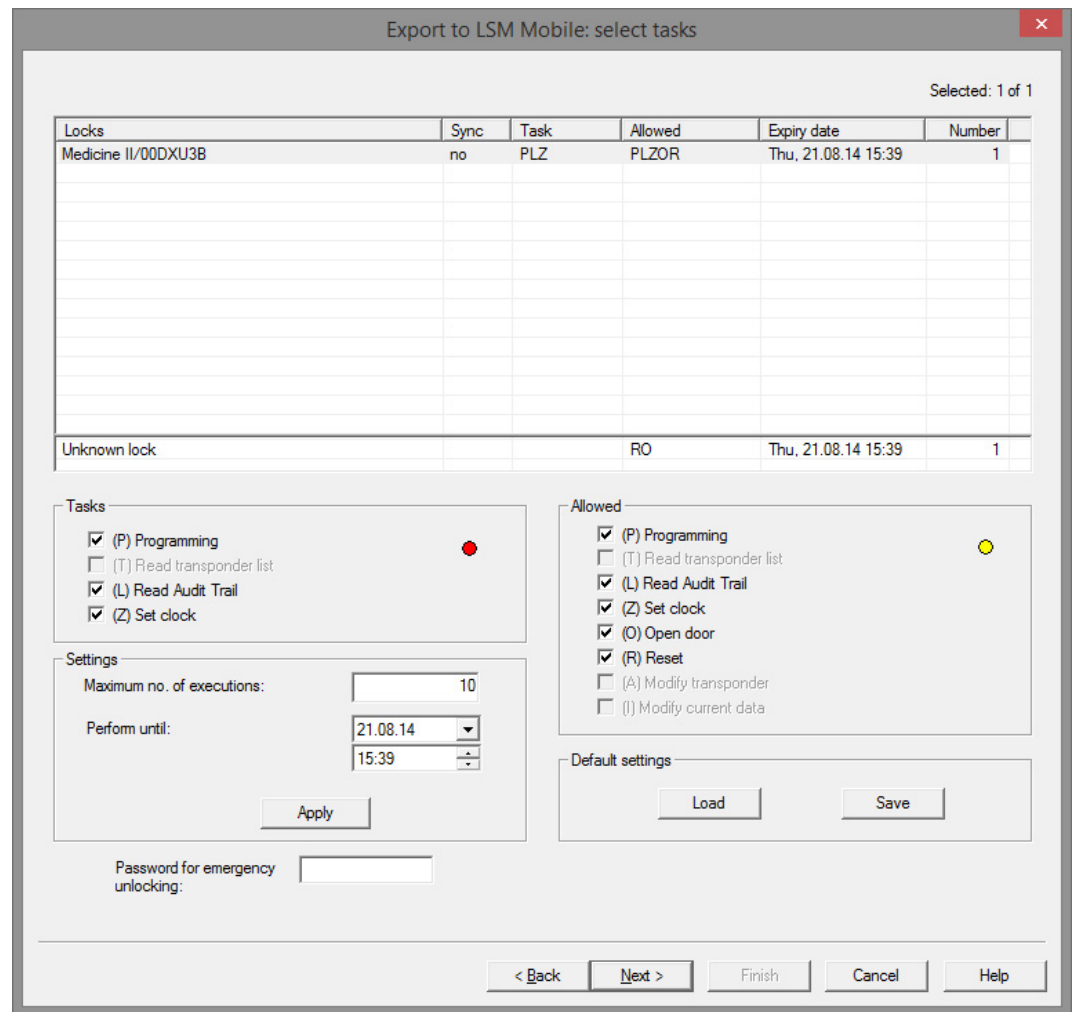 Export to LSM Mobile: select tasks
Selected: 1 of 1
Locks Sync Task Allowed Expiry date Number
Medicine II/00DXU3B no PLZ PLZOR Thu, 21.08.14 15:39 1
Unknown lock RO Thu, 21.08.14 15:39 1
Tasks
(P) Programming
(T) Read transponder list
(L) Read Audit Trail
(Z) Set clock
Allowed
(P) Programming
(T) Read transponder list
(L) Read Audit Trail
(Z) Set clock
(O) Open door
(R) Reset
(A) Modify transponder
(I) Modify current data
Settings
Maximum no. of executions: 10
Perform until: 21.08.14
15:39
Apply
Default settings
Load Save
Password for emergency
unlocking:
< Back Next > Finish Cancel Help